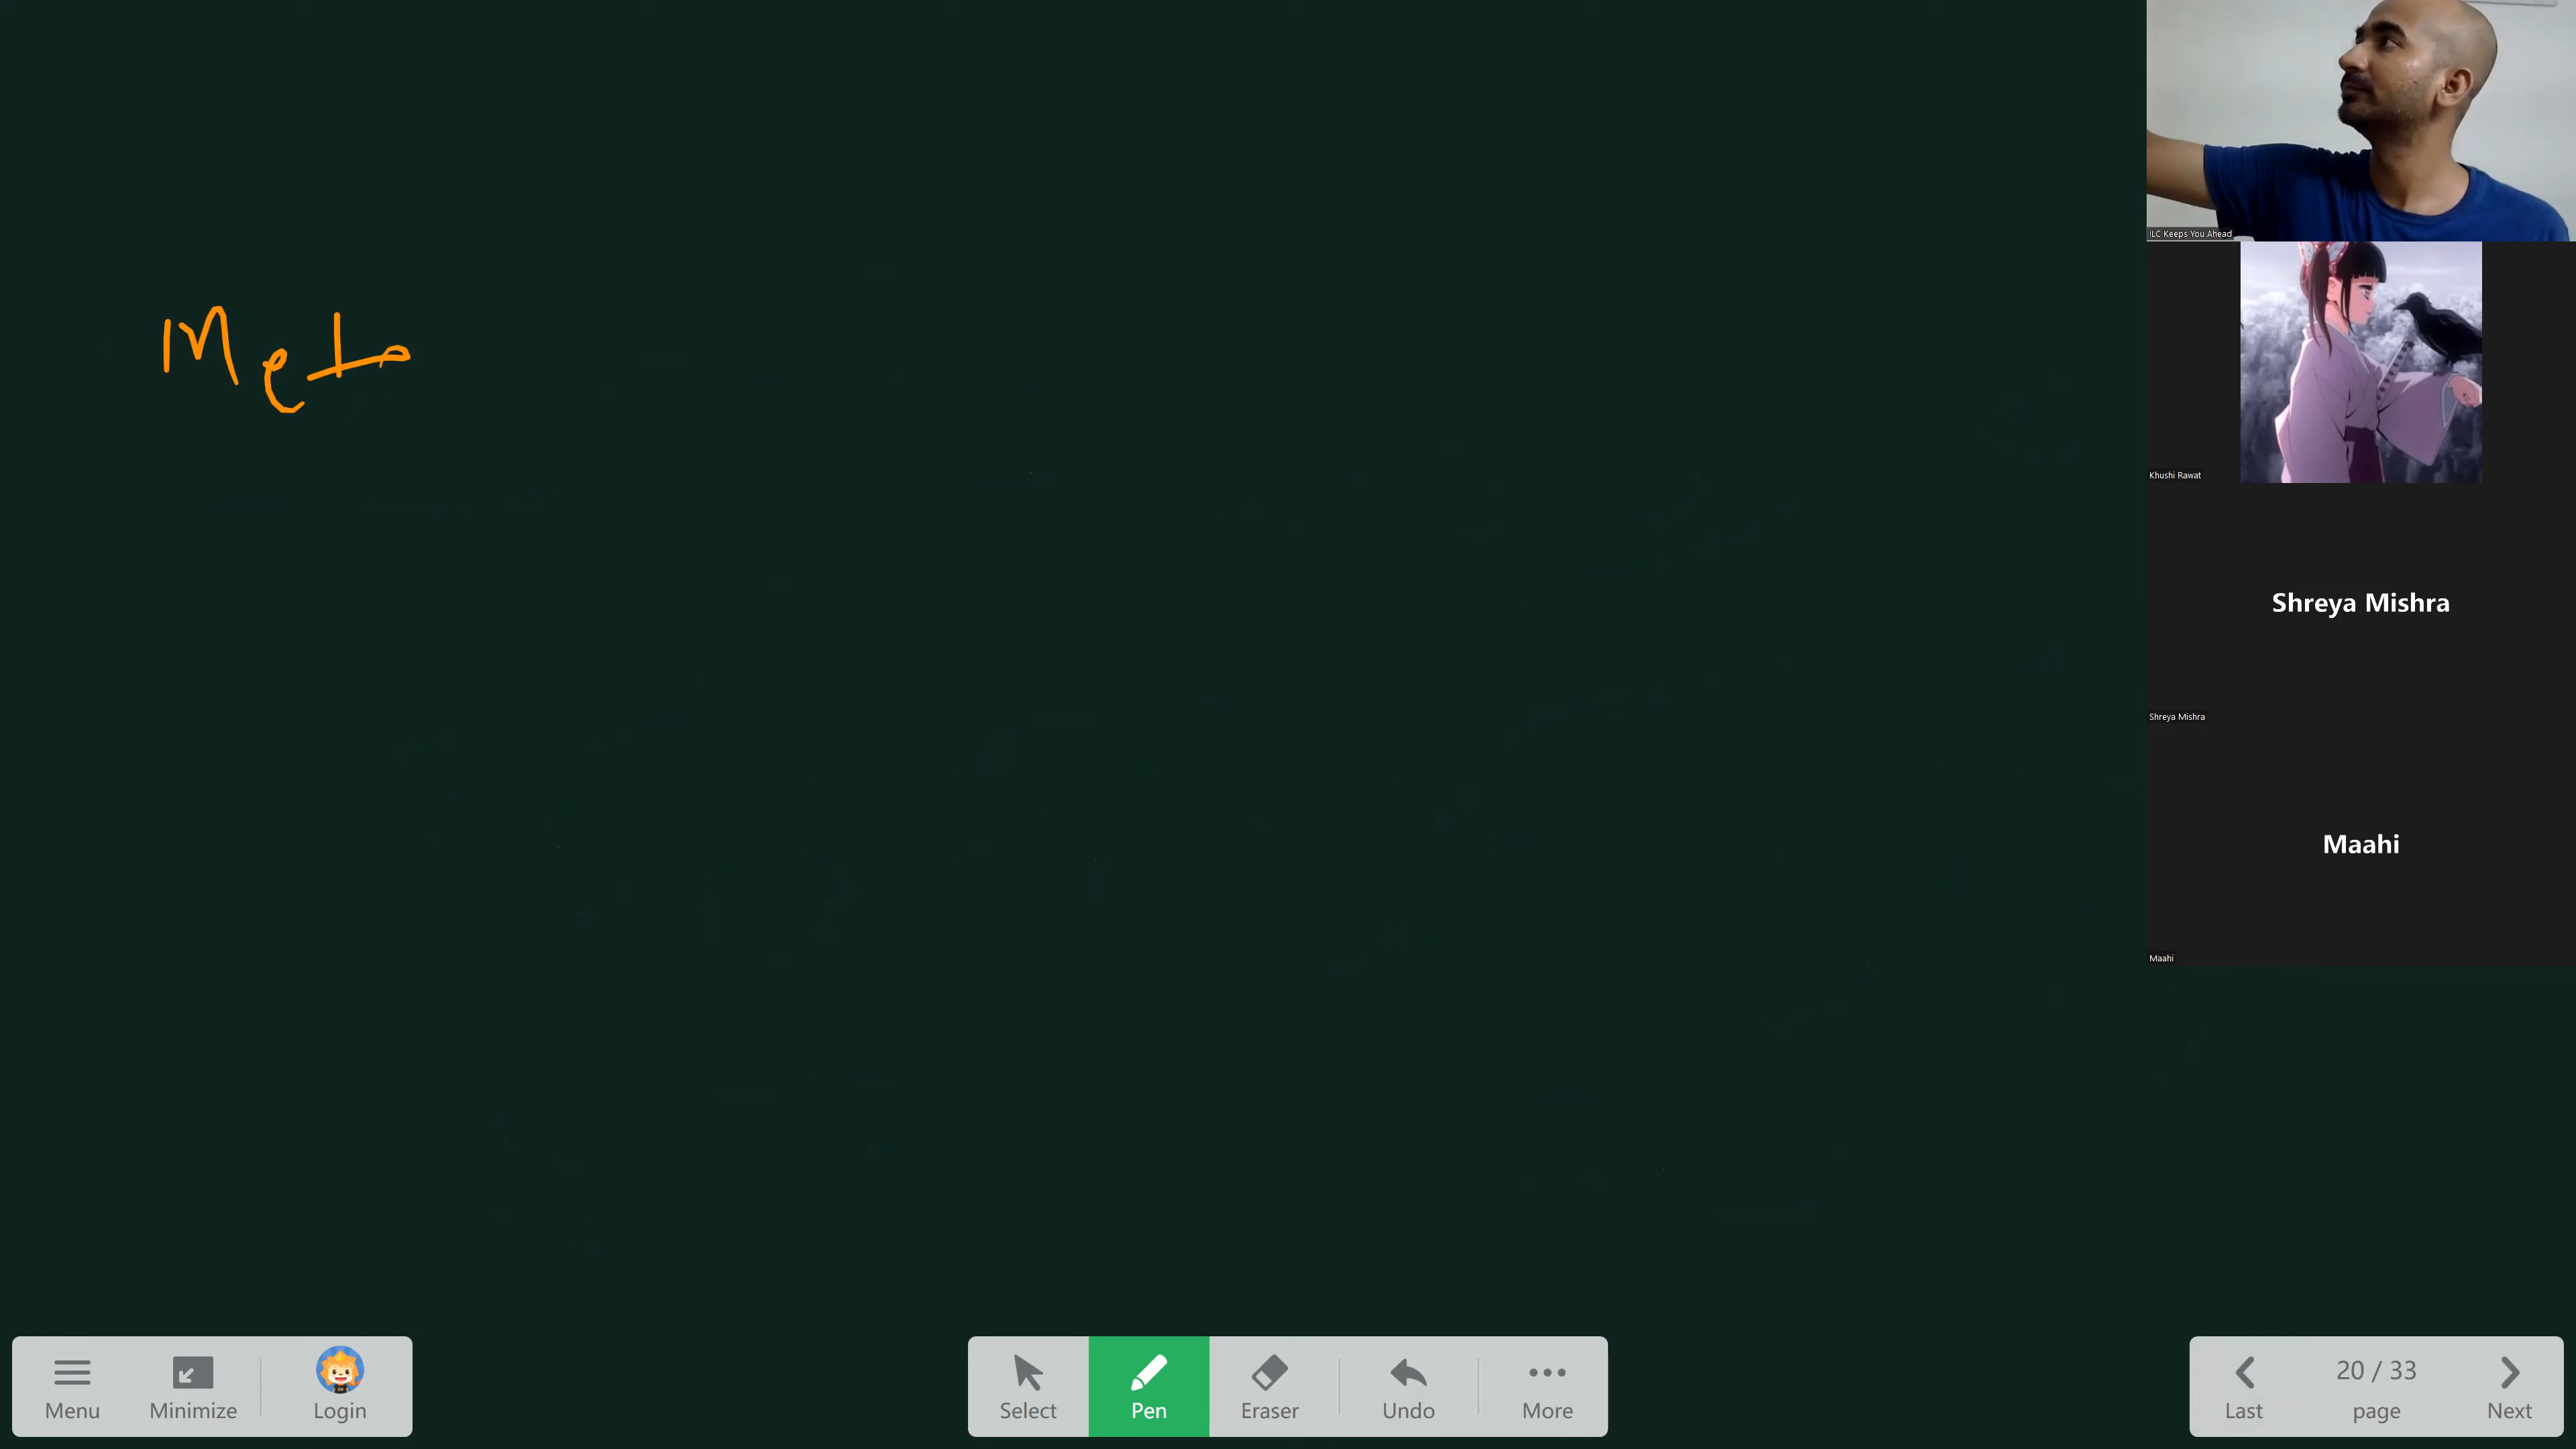 Meta
ILC Keeps You Ahead
Khushi Rawat
Shreya Mishra
Shreya Mishra
Maahi
Maahi
Menu Minimize Login Select Pen Eraser Undo More Last 20 / 33 page Next